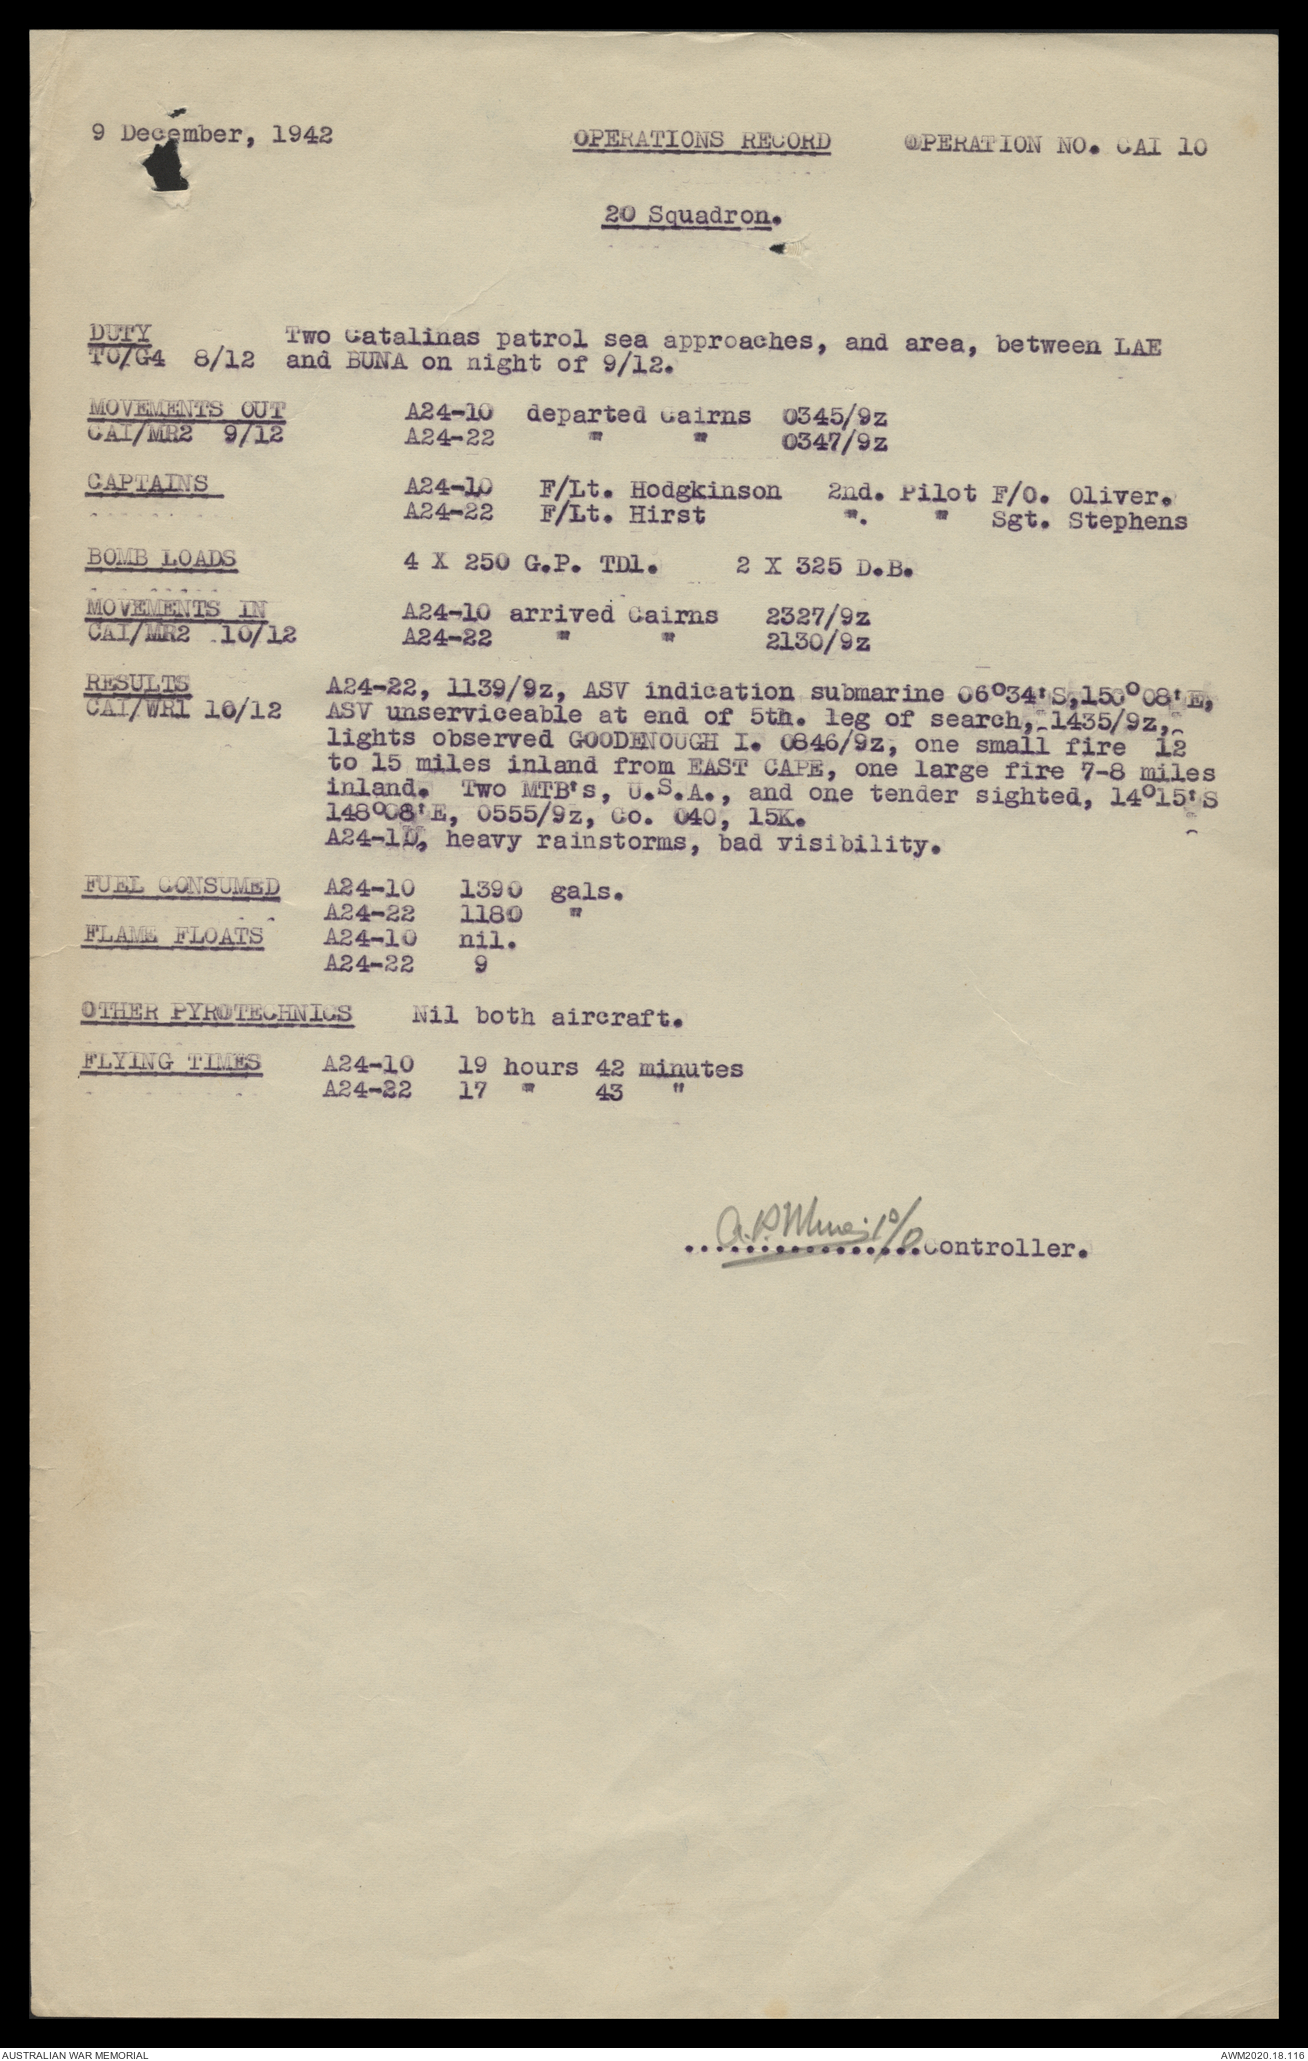 9 December, 1942 OPERATIONS RECORD OPERATION NO. CAI 10
20 Squadron.
DUTY Two Catalinas patrol sea approaches, and area, between LAE
TO/G4 8/12 and BUNA on night of 9/12.
MOVEMENTS OUT A24-10 departed Cairns 0345/9z
CAI/MR2 9/12 A24-22 " " 0347/9z
CAPTAINS A24-10 F/Lt. Hodgkinson 2nd. Pilot F/O. Oliver.
A24-22 F/Lt. Hirst ". " Sgt. Stephens
BOMB LOADS 4 X 250 G.P. TD1. 2 X 325 D.B.
MOVEMENTS IN A24-10 arrived Cairns 2327/9z
CAI/MR2 .10/12 A24-22 " " 2130/9z
RESULTS A24-22, 1139/9z, ASV indication submarine 06°34'S,150°08'E,
CAI/WR1 10/12 ASV unserviceable at end of 5th. leg of search, 1435/9z,
lights observed GOODENOUGH I. 0846/9z, one small fire 12
to 15 miles inland from EAST CAPE, one large fire 7-8 miles
inland. Two MTB's, U.S.A., and one tender sighted, 14°15'S
148°08'E, 0555/9z, Co. 040, 15K.
A24-10, heavy rainstorms, bad visibility.
FUEL CONSUMED A24-10 1390 gals.
A24-22 1180 "
FLAME FLOATS A24-10 nil.
A24-22 9
OTHER PYROTECHNICS Nil both aircraft.
FLYING TIMES A24-10 19 hours 42 minutes
A24-22 17 " 43 "
................Controller.
AUSTRALIAN WAR MEMORIAL AWM2020.18.116